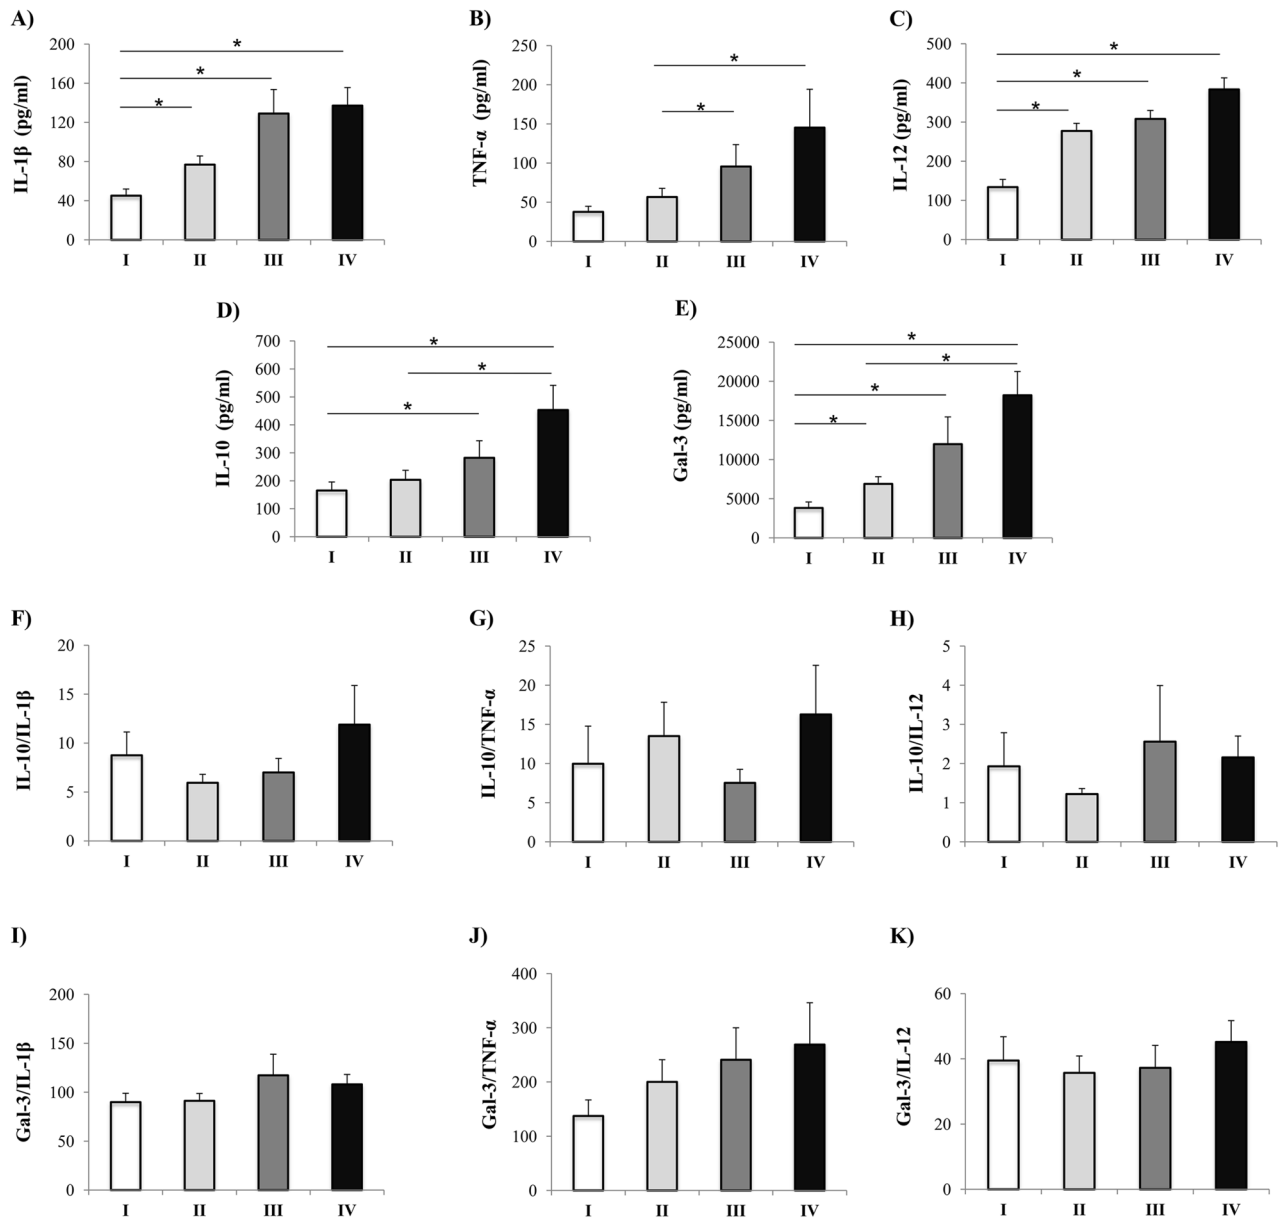 A)
IL-1β (pg/ml)
200
160
120
80
40
0
*
*
*
I II III IV
B)
TNF-α (pg/ml)
250
200
150
100
50
0
*
*
I II III IV
C)
IL-12 (pg/ml)
500
400
300
200
100
0
*
*
*
I II III IV
D)
IL-10 (pg/ml)
700
600
500
400
300
200
100
0
*
*
*
I II III IV
E)
Gal-3 (pg/ml)
25000
20000
15000
10000
5000
0
*
*
*
*
I II III IV
F)
IL-10/IL-1β
20
15
10
5
0
I II III IV
G)
IL-10/TNF-α
25
20
15
10
5
0
I II III IV
H)
IL-10/IL-12
5
4
3
2
1
0
I II III IV
I)
Gal-3/IL-1β
200
150
100
50
0
I II III IV
J)
Gal-3/TNF-α
400
300
200
100
0
I II III IV
K)
Gal-3/IL-12
60
40
20
0
I II III IV